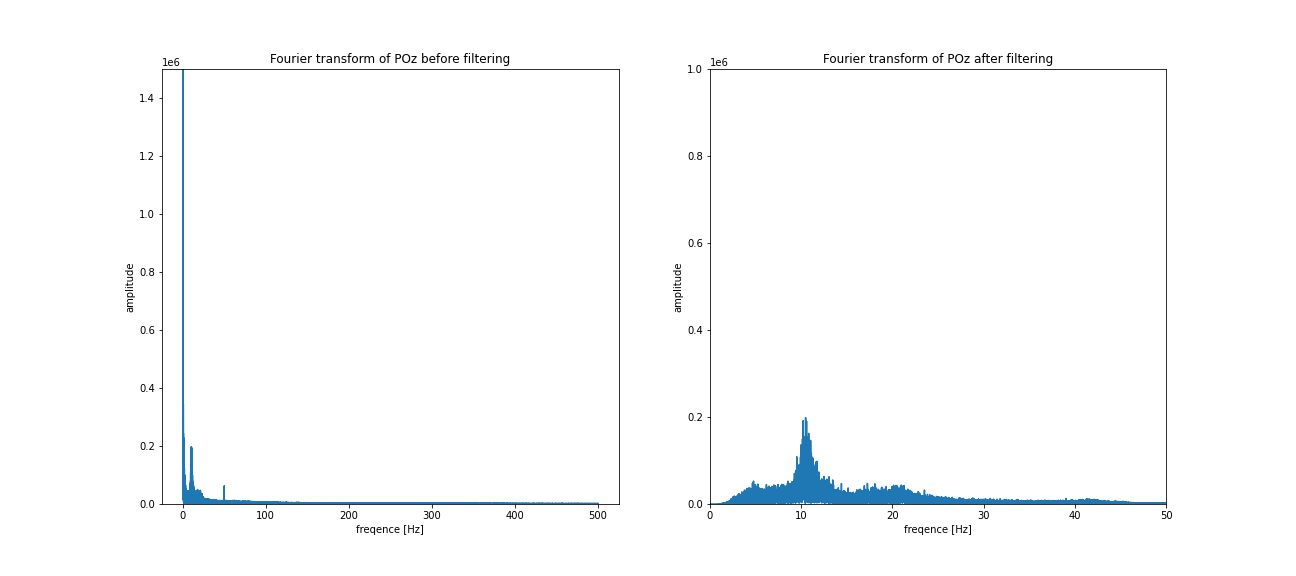 Fourier transform of POz before filtering
1e6
1.4
1.2
1.0
0.8
0.6
0.4
0.2
0.0
amplitude
0 100 200 300 400 500
freqence [Hz]
Fourier transform of POz after filtering
1e6
1.0
0.8
0.6
0.4
0.2
0.0
amplitude
0 10 20 30 40 50
freqence [Hz]